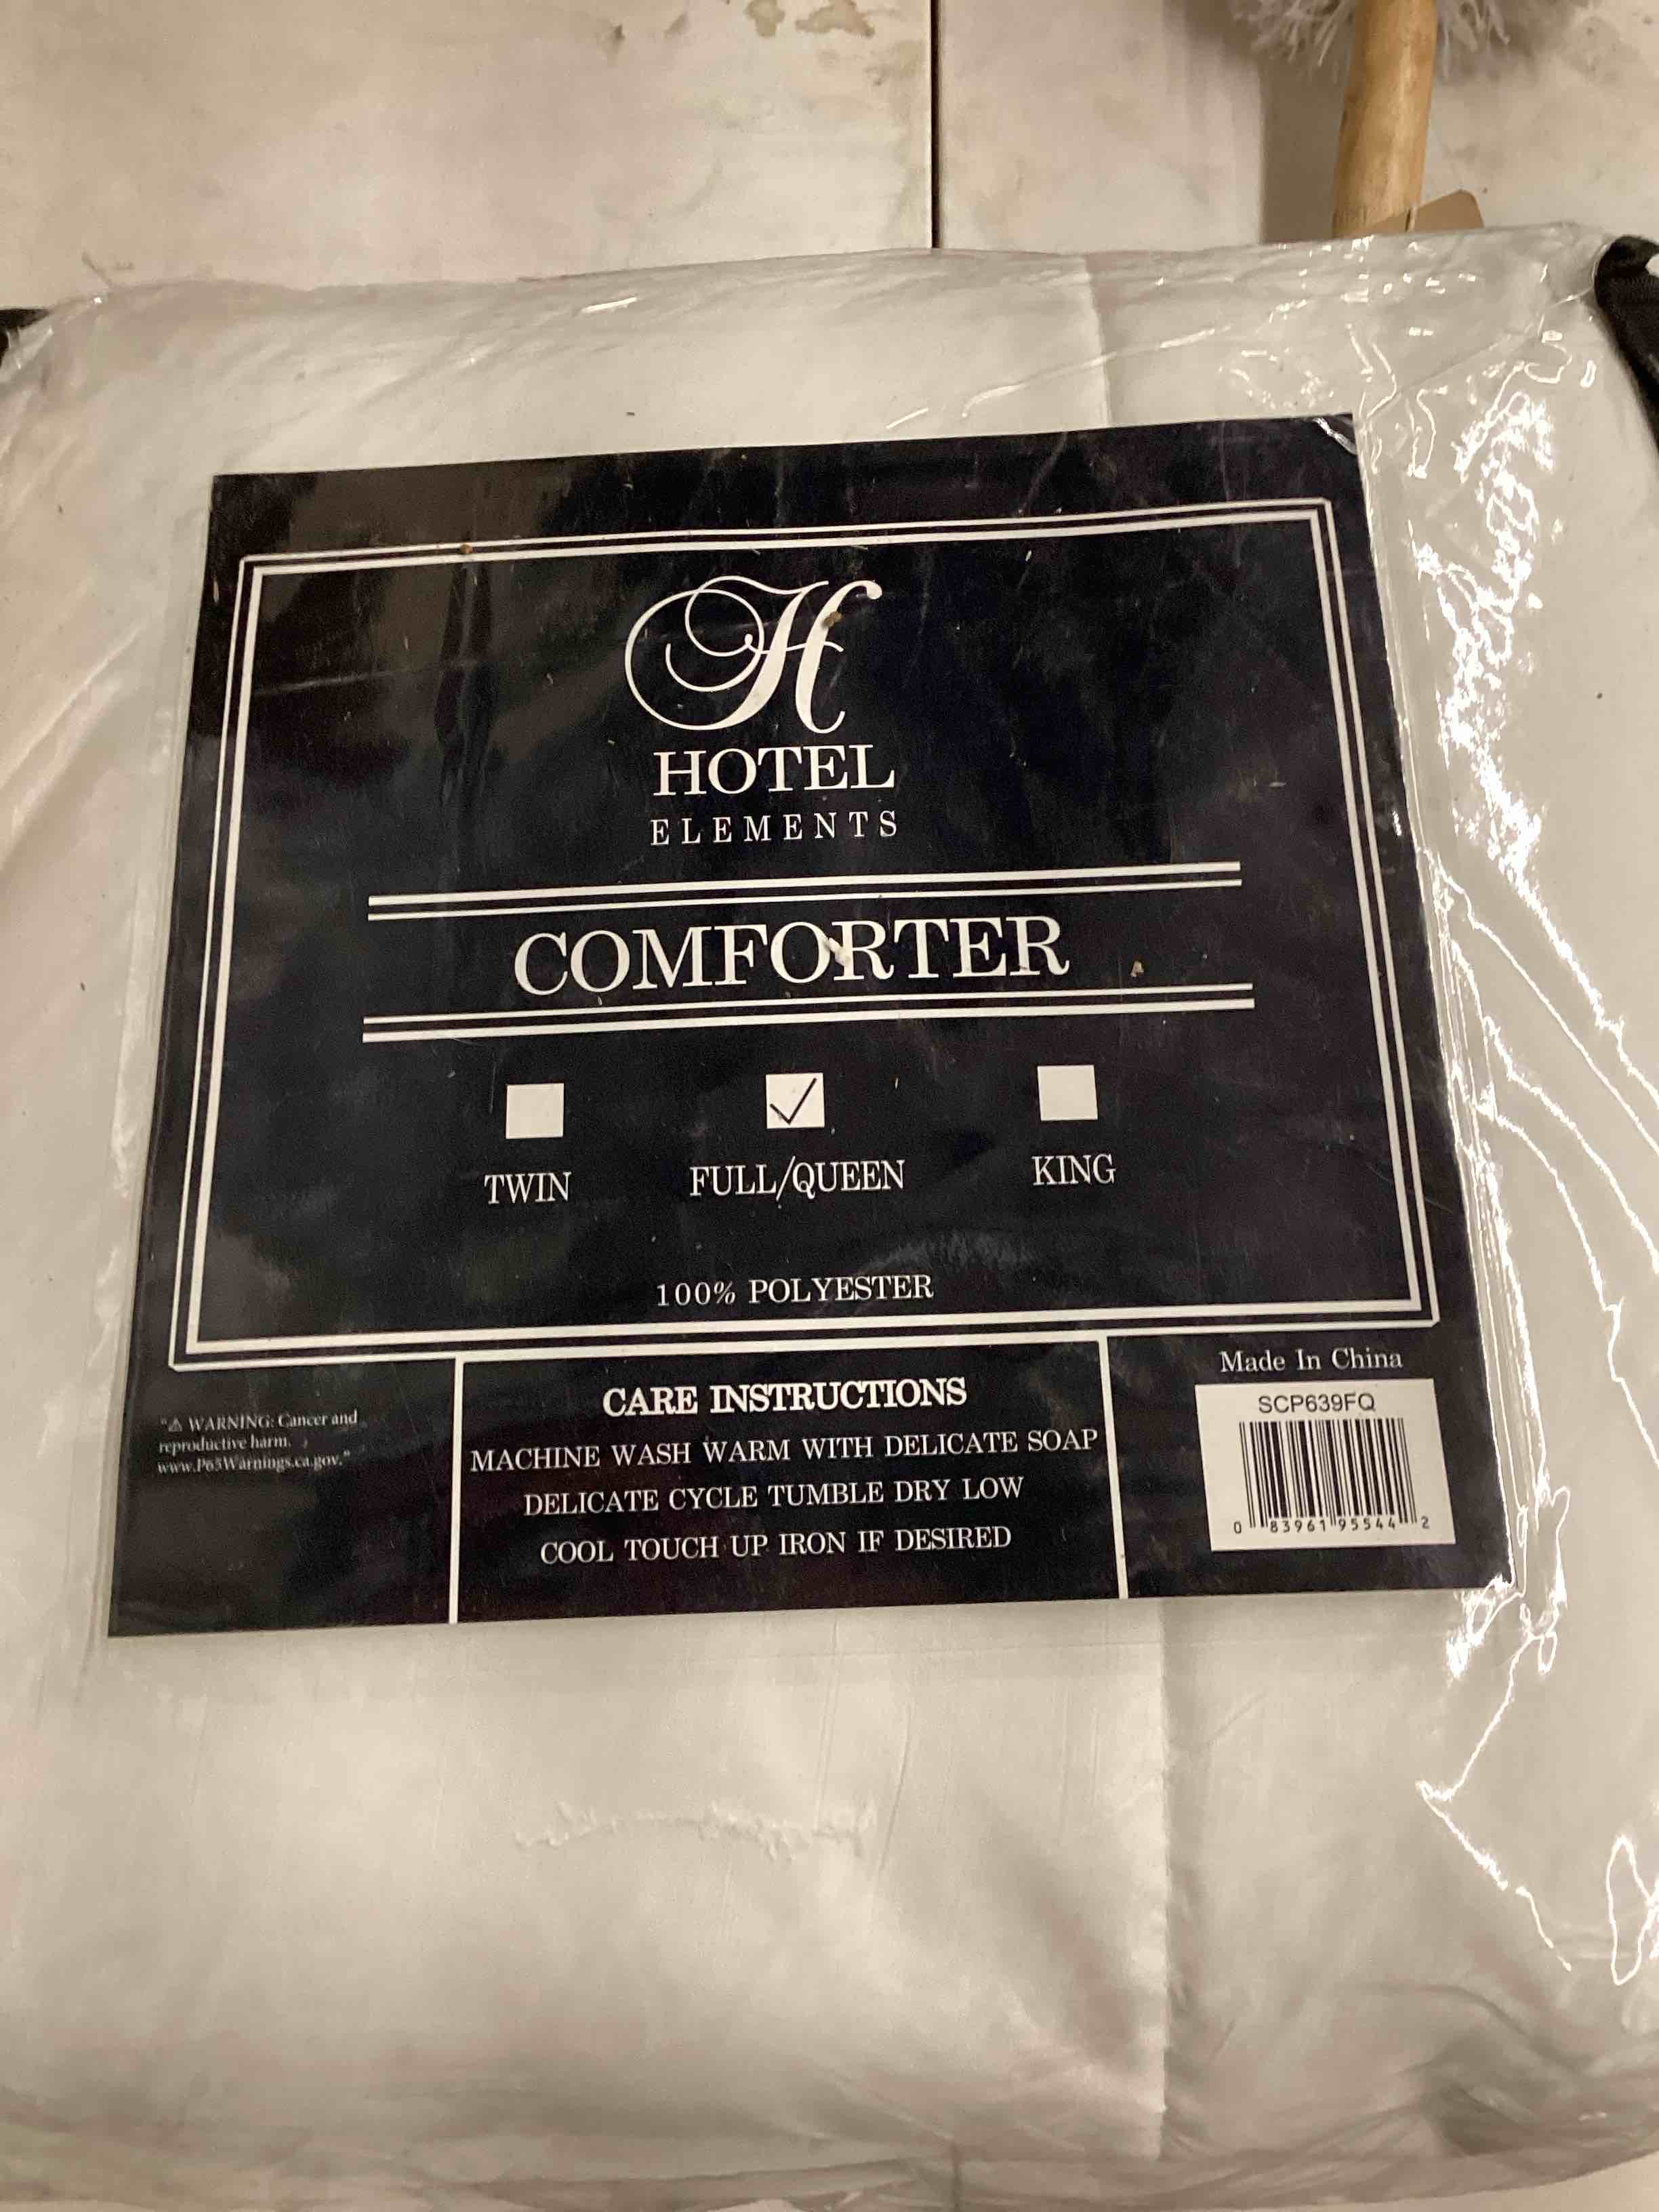 H
HOTEL
ELEMENTS
COMFORTER
TWIN
FULL/QUEEN
KING
100% POLYESTER
"⚠ WARNING: Cancer and
reproductive harm.
www.P65Warnings.ca.gov."
CARE INSTRUCTIONS
MACHINE WASH WARM WITH DELICATE SOAP
DELICATE CYCLE TUMBLE DRY LOW
COOL TOUCH UP IRON IF DESIRED
Made In China
SCP639FQ
0 83961 95544 2